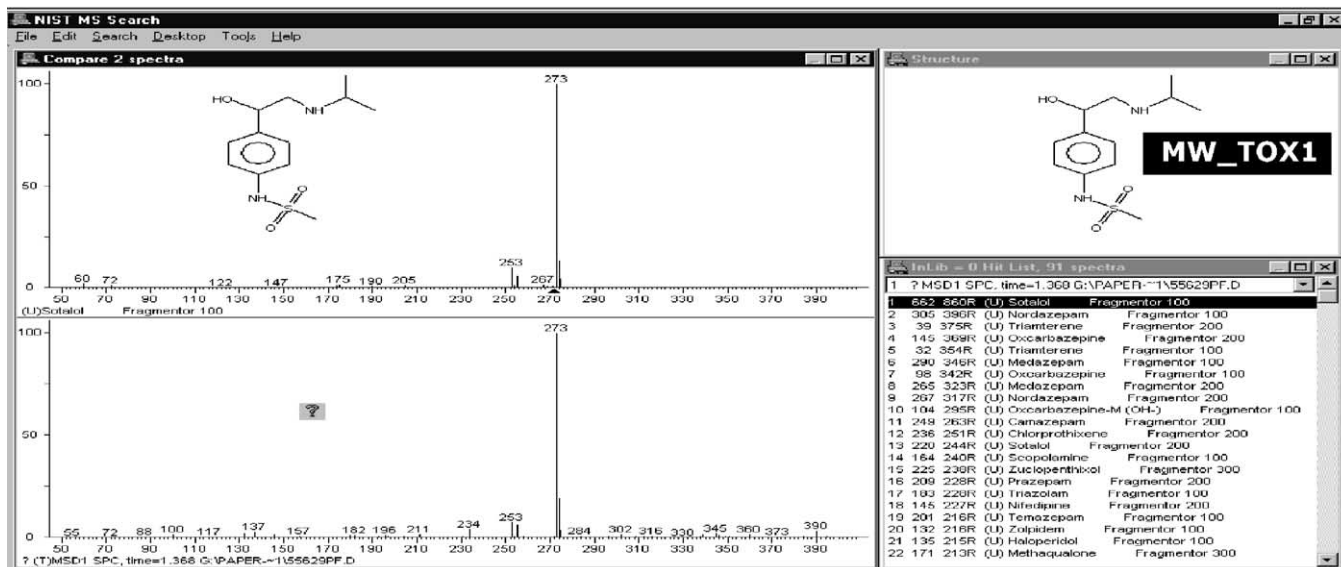 NIST MS Search
File Edit Search Desktop Tools Help
Compare 2 spectra
100
50
0
273
HO
NH
NH
S
O
O
60 72 122 147 175 190 205 253 267
50 70 90 110 130 150 170 190 210 230 250 270 290 310 330 350 370 390
(U)Sotalol Fragmentor 100
100
50
0
273
?
55 72 88 100 117 137 157 182 196 211 234 253 284 302 316 330 345 360 373 390
50 70 90 110 130 150 170 190 210 230 250 270 290 310 330 350 370 390
? (T)MSD1 SPC, time=1.368 G:\PAPER-~1\55629PF.D
Structure
HO
NH
MW_TOX1
NH
S
O
O
InLib = 0 Hit List, 91 spectra
1 ? MSD1 SPC, time=1.368 G:\PAPER-~1\55629PF.D
1 662 860R (U) Sotalol Fragmentor 100
2 305 396R (U) Nordazepam Fragmentor 100
3 39 375R (U) Triamterene Fragmentor 200
4 145 369R (U) Oxcarbazepine Fragmentor 200
5 32 354R (U) Triamterene Fragmentor 100
6 290 346R (U) Medazepam Fragmentor 100
7 98 342R (U) Oxcarbazepine Fragmentor 100
8 265 323R (U) Medazepam Fragmentor 200
9 267 317R (U) Nordazepam Fragmentor 200
10 104 295R (U) Oxcarbazepine-M (OH-) Fragmentor 100
11 249 263R (U) Camazepam Fragmentor 200
12 236 251R (U) Chlorprothixene Fragmentor 200
13 220 244R (U) Sotalol Fragmentor 200
14 164 240R (U) Scopolamine Fragmentor 100
15 225 238R (U) Zuclopenthixol Fragmentor 300
16 209 228R (U) Prazepam Fragmentor 200
17 183 228R (U) Triazolam Fragmentor 100
18 145 227R (U) Nifedipine Fragmentor 200
19 201 216R (U) Temazepam Fragmentor 200
20 132 216R (U) Zolpidem Fragmentor 100
21 135 215R (U) Haloperidol Fragmentor 100
22 171 213R (U) Methaqualone Fragmentor 300